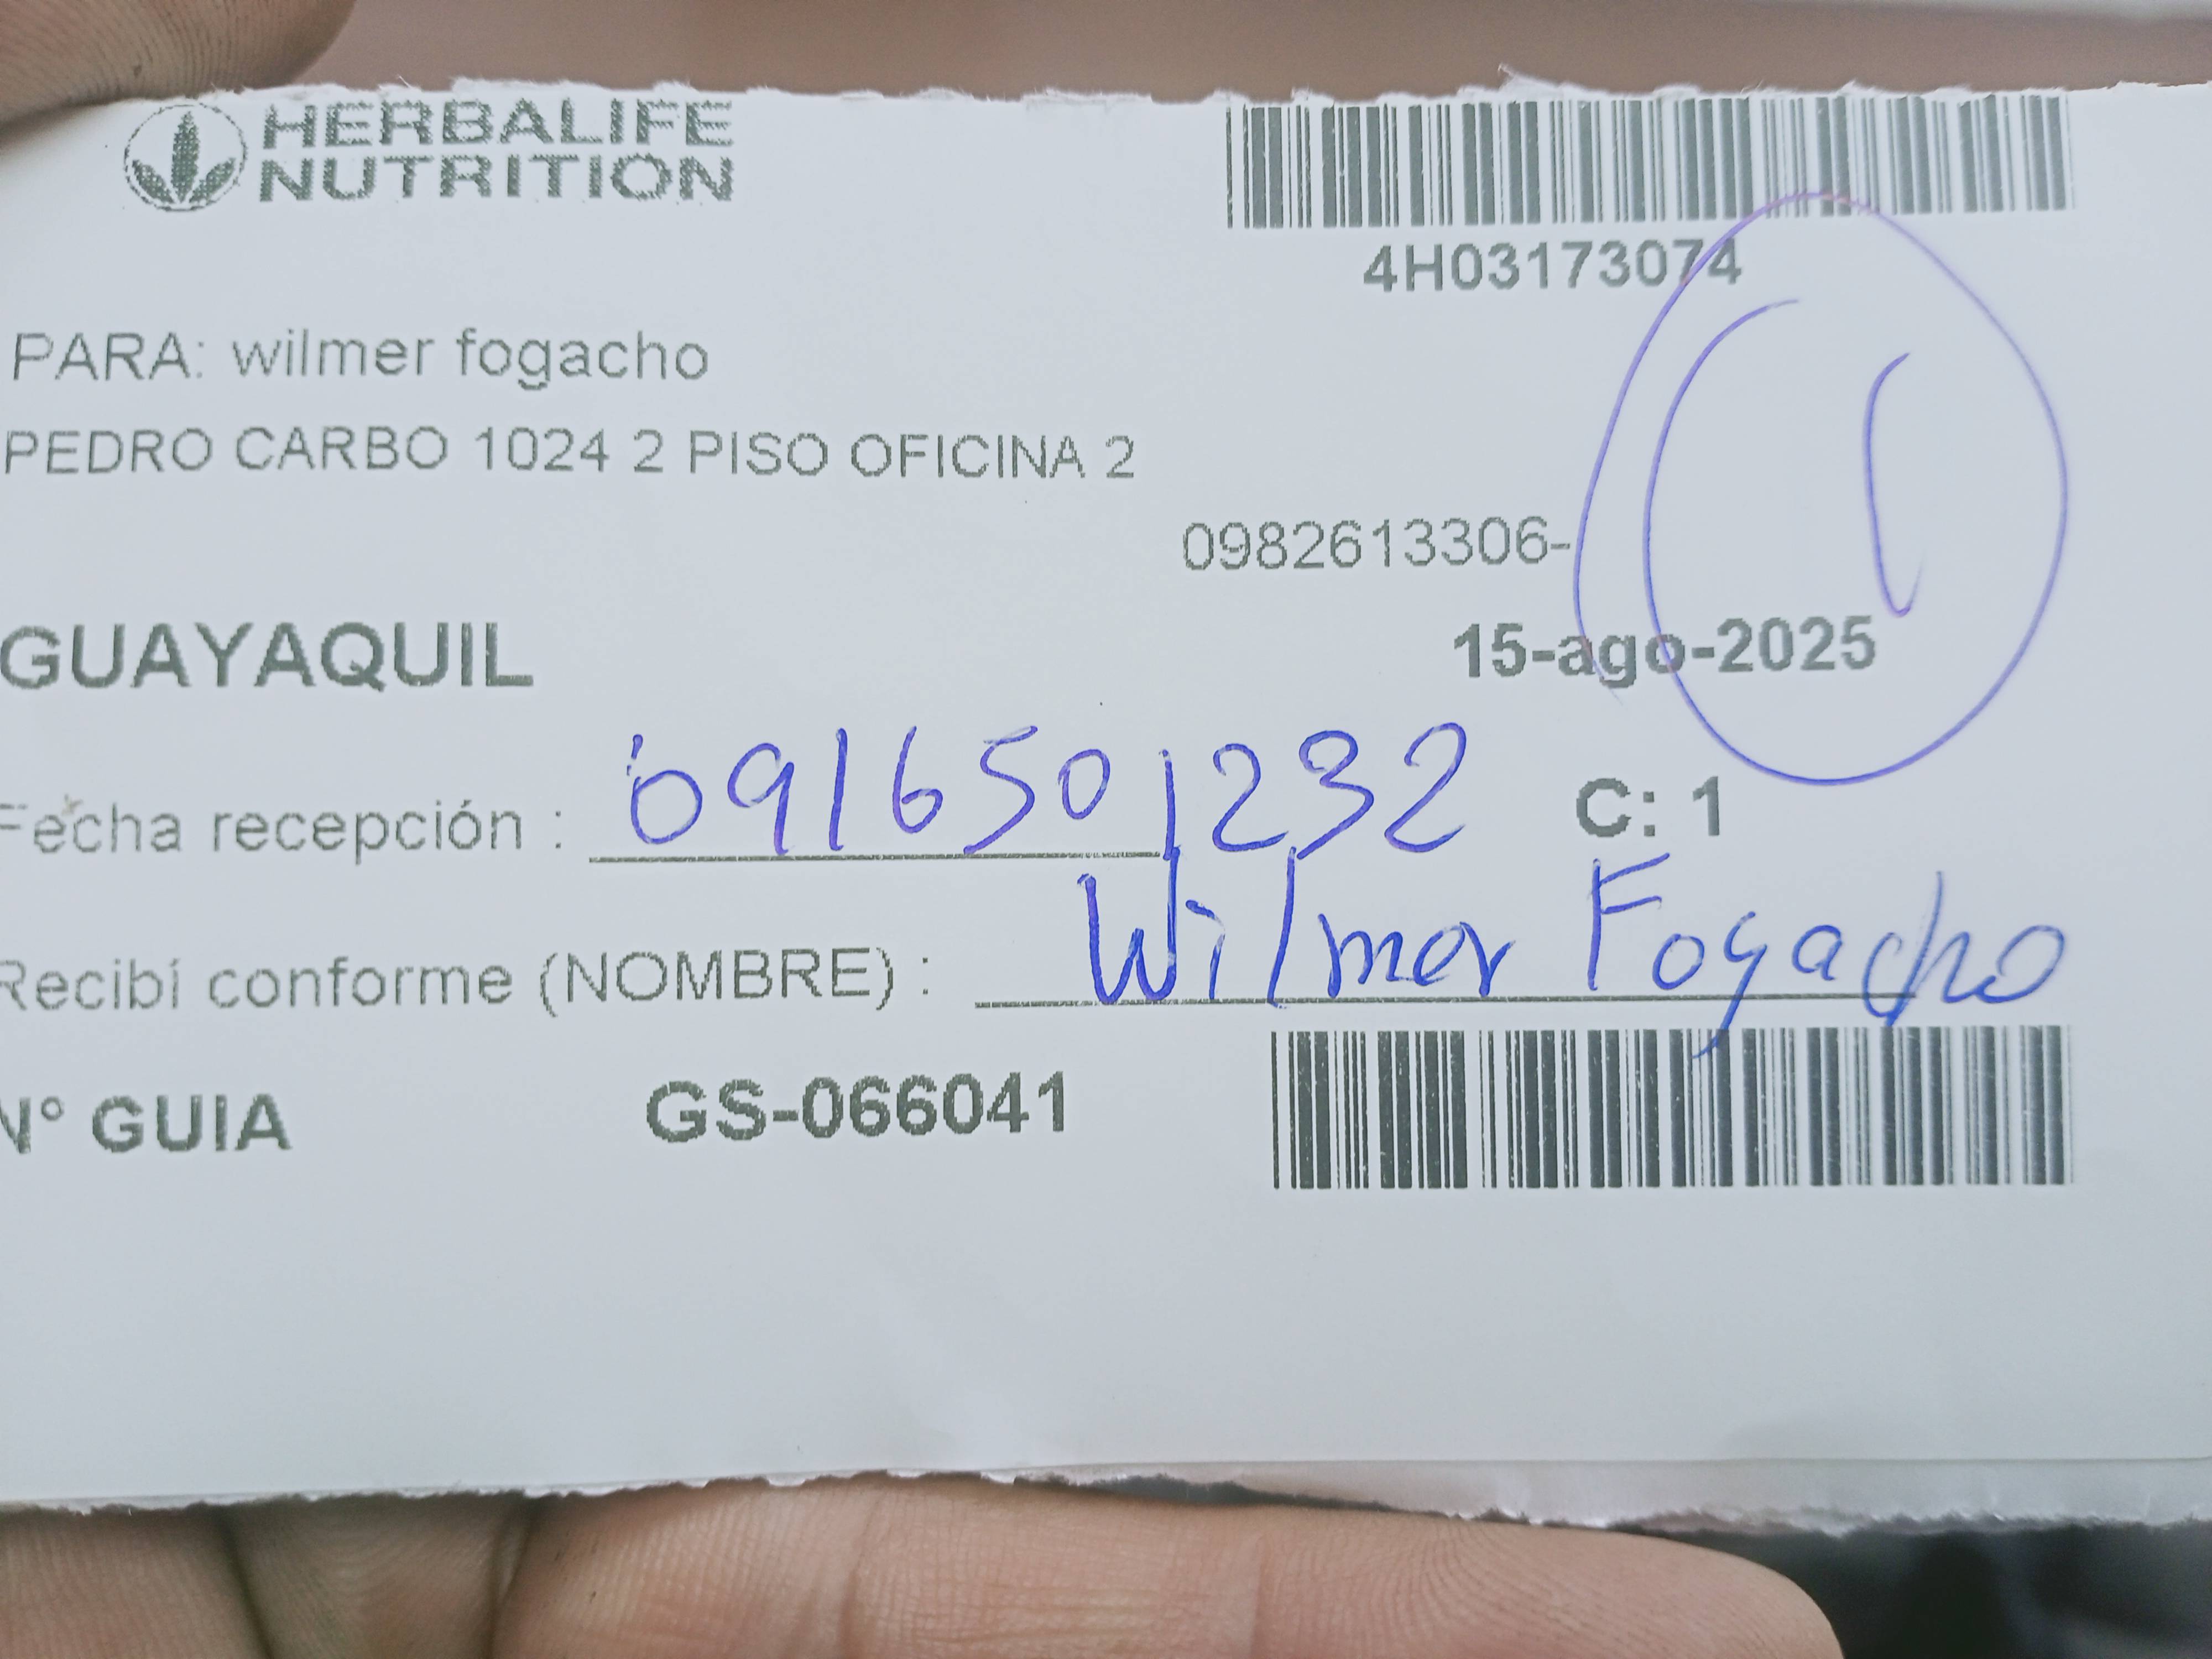 HERBALIFE
NUTRITION
4H03173074
PARA: wilmer fogacho
PEDRO CARBO 1024 2 PISO OFICINA 2
0982613306-
GUAYAQUIL
15-ago-2025
Fecha recepción : 0916501232 C: 1
Recibí conforme (NOMBRE) : Wilmer Fogacho
N° GUIA GS-066041